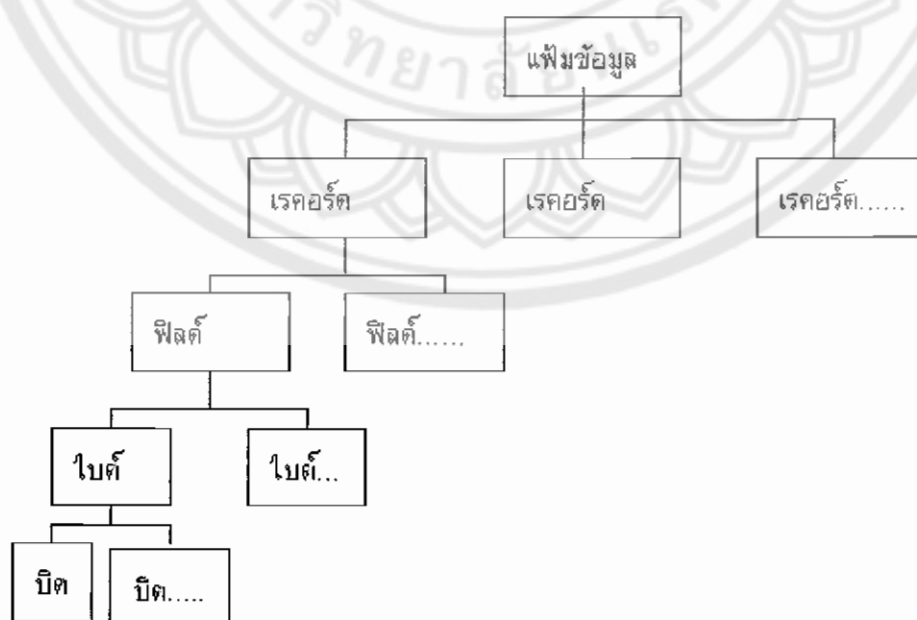 แฟ้มข้อมูล
เรคอร์ด
เรคอร์ด
เรคอร์ด......
ฟิลด์
ฟิลด์......
ไบต์
ไบต์...
บิต
บิต.....